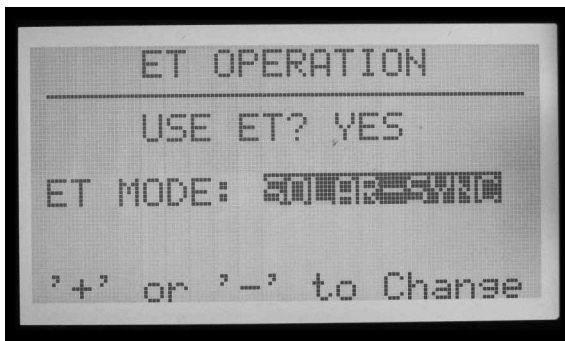 ET OPERATION
USE ET? YES
ET MODE: SOLAR-SYNC
'+' or '-' to Change